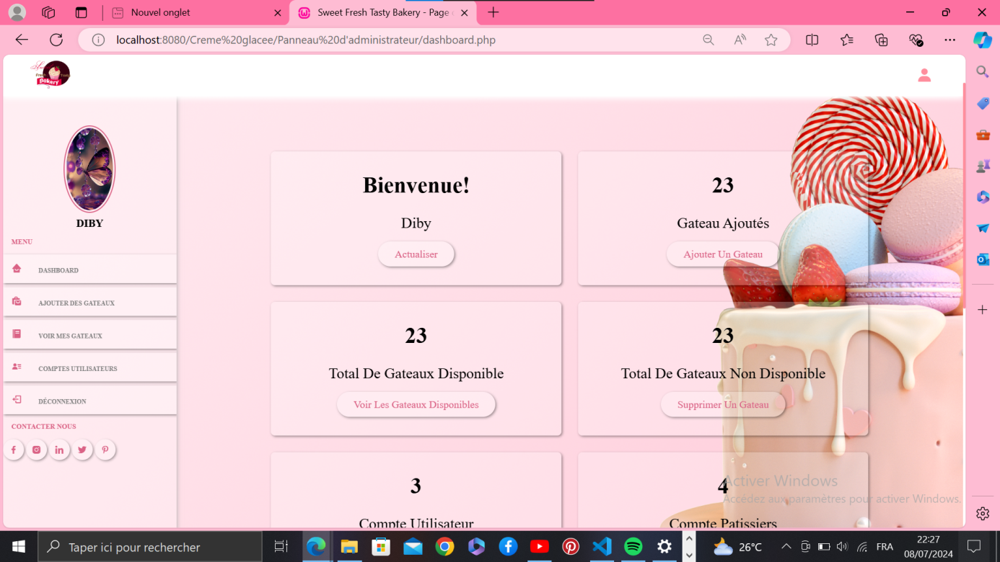 Nouvel onglet
Sweet Fresh Tasty Bakery - Page
localhost:8080/Creme%20glacee/Panneau%20d'administrateur/dashboard.php
Bakery
DIBY
MENU
DASHBOARD
AJOUTER DES GATEAUX
VOIR MES GATEAUX
COMPTES UTILISATEURS
DÉCONNEXION
CONTACTER NOUS
Bienvenue!
Diby
Actualiser
23
Gateau Ajoutés
Ajouter Un Gateau
23
Total De Gateaux Disponible
Voir Les Gateaux Disponibles
23
Total De Gateaux Non Disponible
Supprimer Un Gateau
3
Compte Utilisateur
4
Compte Patissiers
Activer Windows
Accédez aux paramètres pour activer Windows.
Taper ici pour rechercher
26°C
FRA
22:27
08/07/2024